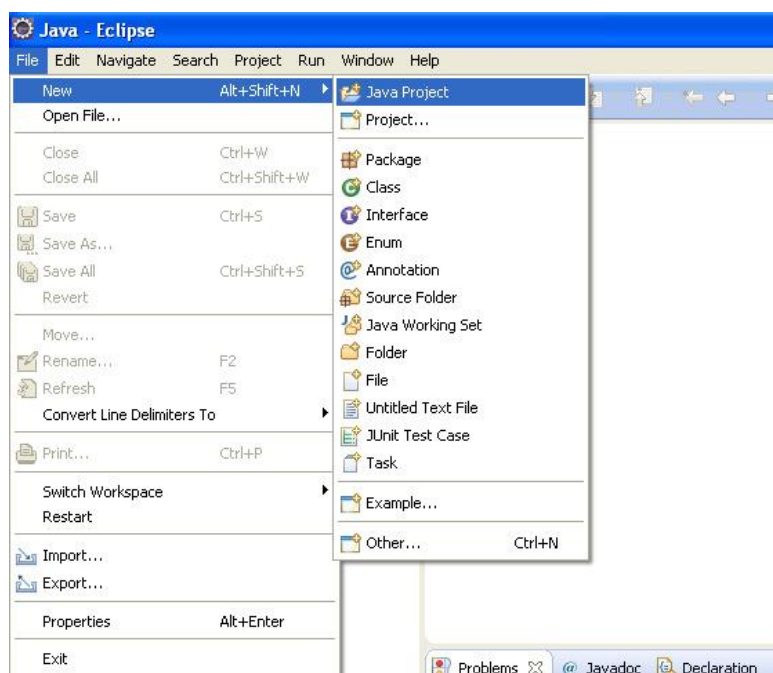 Java - Eclipse
File Edit Navigate Search Project Run Window Help
New Alt+Shift+N
Open File...
Close Ctrl+W
Close All Ctrl+Shift+W
Save Ctrl+S
Save As...
Save All Ctrl+Shift+S
Revert
Move...
Rename... F2
Refresh F5
Convert Line Delimiters To
Print... Ctrl+P
Switch Workspace
Restart
Import...
Export...
Properties Alt+Enter
Exit
Java Project
Project...
Package
Class
Interface
Enum
Annotation
Source Folder
Java Working Set
Folder
File
Untitled Text File
JUnit Test Case
Task
Example...
Other... Ctrl+N
Problems @ Javadoc Declaration